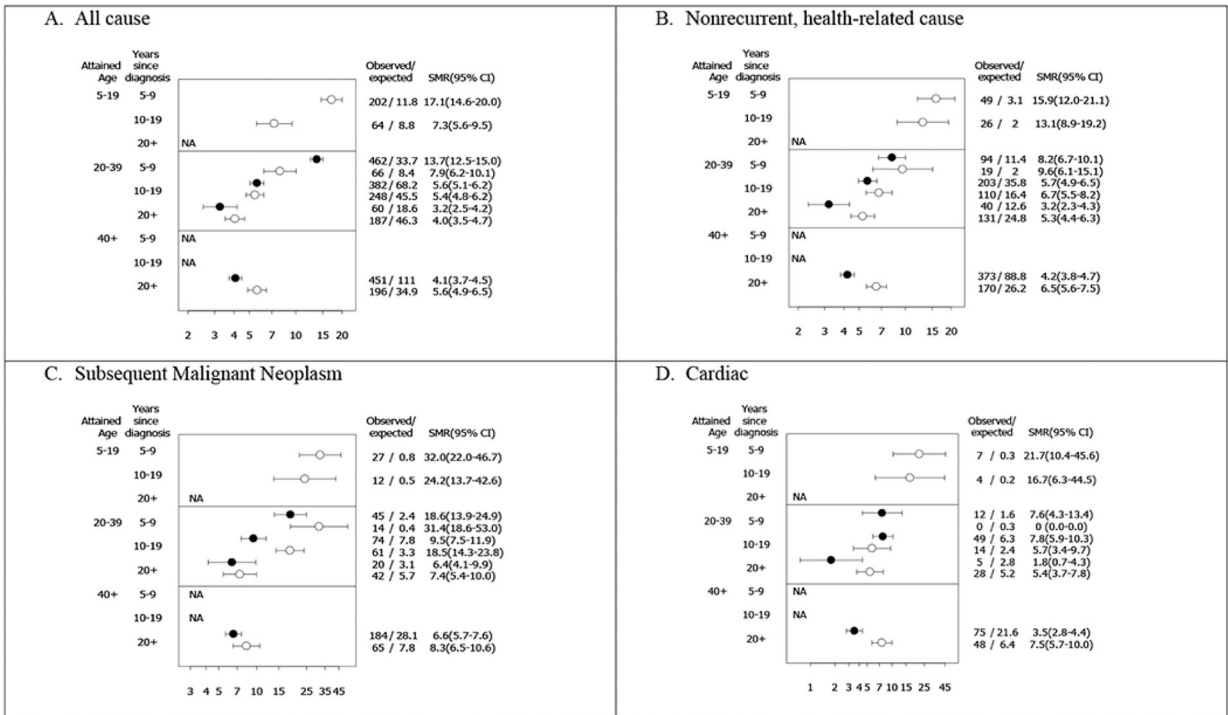 A. All cause
Attained Age Years since diagnosis Observed/ expected SMR(95% CI)
5-19 5-9 202/11.8 17.1(14.6-20.0)
10-19 64 / 8.8 7.3(5.6-9.5)
20+ NA
462/33.7 13.7(12.5-15.0)
20-39 5-9 66 / 8.4 7.9(6.2-10.1)
382/68.2 5.6(5.1-6.2)
10-19 248/45.5 5.4(4.8-6.2)
60 / 18.6 3.2(2.5-4.2)
20+ 187/46.3 4.0(3.5-4.7)
40+ 5-9 NA
10-19 NA
451/ 111 4.1(3.7-4.5)
20+ 196/34.9 5.6(4.9-6.5)
2 3 4 5 7 10 15 20
B. Nonrecurrent, health-related cause
Attained Age Years since diagnosis Observed/ expected SMR(95% CI)
5-19 5-9 49 / 3.1 15.9(12.0-21.1)
10-19 26 / 2 13.1(8.9-19.2)
20+ NA
94 / 11.4 8.2(6.7-10.1)
20-39 5-9 19 / 2 9.6(6.1-15.1)
203/35.8 5.7(4.9-6.5)
10-19 110/16.4 6.7(5.5-8.2)
40 / 12.6 3.2(2.3-4.3)
20+ 131/24.8 5.3(4.4-6.3)
40+ 5-9 NA
10-19 NA
373/88.8 4.2(3.8-4.7)
20+ 170/26.2 6.5(5.6-7.5)
2 3 4 5 7 10 15 20
C. Subsequent Malignant Neoplasm
Attained Age Years since diagnosis Observed/ expected SMR(95% CI)
5-19 5-9 27 / 0.8 32.0(22.0-46.7)
10-19 12 / 0.5 24.2(13.7-42.6)
20+ NA
45 / 2.4 18.6(13.9-24.9)
20-39 5-9 14 / 0.4 31.4(18.6-53.0)
74 / 7.8 9.5(7.5-11.9)
10-19 61 / 3.3 18.5(14.3-23.8)
20 / 3.1 6.4(4.1-9.9)
20+ 42 / 5.7 7.4(5.4-10.0)
40+ 5-9 NA
10-19 NA
184/28.1 6.6(5.7-7.6)
20+ 65 / 7.8 8.3(6.5-10.6)
3 4 5 7 10 15 25 35 45
D. Cardiac
Attained Age Years since diagnosis Observed/ expected SMR(95% CI)
5-19 5-9 7 / 0.3 21.7(10.4-45.6)
10-19 4 / 0.2 16.7(6.3-44.5)
20+ NA
12 / 1.6 7.6(4.3-13.4)
20-39 5-9 0 / 0.3 0 (0.0-0.0)
49 / 6.3 7.8(5.9-10.3)
10-19 14 / 2.4 5.7(3.4-9.7)
5 / 2.8 1.8(0.7-4.3)
20+ 28 / 5.2 5.4(3.7-7.8)
40+ 5-9 NA
10-19 NA
75 / 21.6 3.5(2.8-4.4)
20+ 48 / 6.4 7.5(5.7-10.0)
1 2 3 4 5 7 10 15 25 45